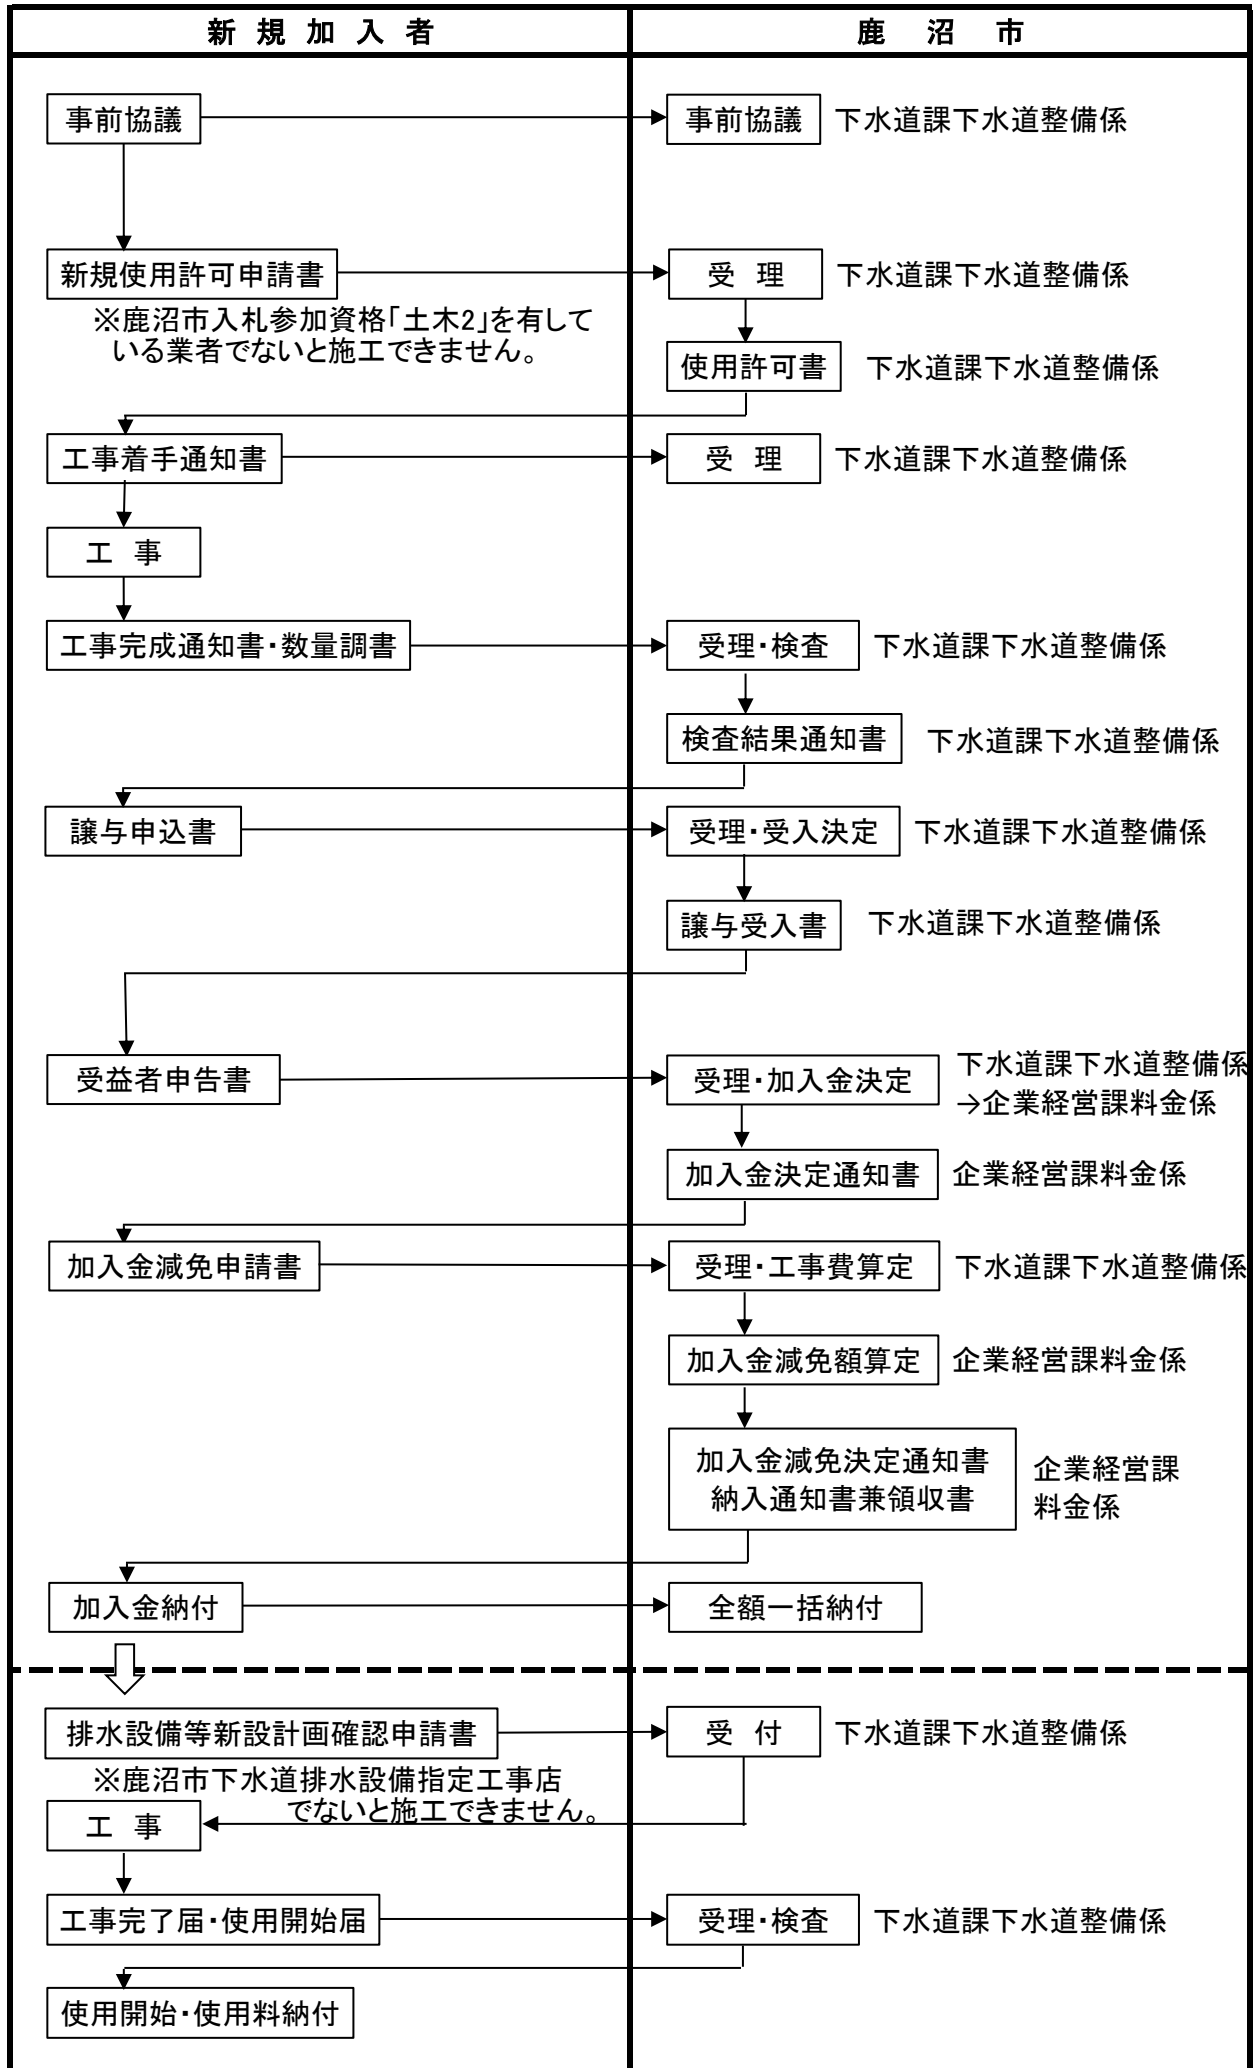 新規加入者
鹿沼市
事前協議
事前協議 下水道課下水道整備係
新規使用許可申請書
受理 下水道課下水道整備係
※鹿沼市入札参加資格「土木2」を有して
いる業者でないと施工できません。
使用許可書 下水道課下水道整備係
工事着手通知書
受理 下水道課下水道整備係
工事
工事完成通知書・数量調書
受理・検査 下水道課下水道整備係
検査結果通知書 下水道課下水道整備係
譲与申込書
受理・受入決定 下水道課下水道整備係
譲与受入書 下水道課下水道整備係
受益者申告書
受理・加入金決定
下水道課下水道整備係
→企業経営課料金係
加入金決定通知書 企業経営課料金係
加入金減免申請書
受理・工事費算定 下水道課下水道整備係
加入金減免額算定 企業経営課料金係
加入金減免決定通知書
納入通知書兼領収書
企業経営課
料金係
加入金納付
全額一括納付
排水設備等新設計画確認申請書
受付 下水道課下水道整備係
※鹿沼市下水道排水設備指定工事店
でないと施工できません。
工事
工事完了届・使用開始届
受理・検査 下水道課下水道整備係
使用開始・使用料納付